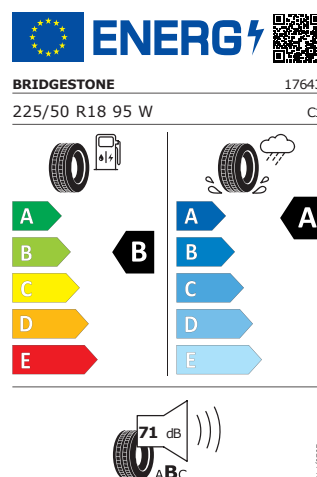 ENERG
BRIDGESTONE 1764
225/50 R18 95 W C
A
B
C
D
E
B
A
B
C
D
E
A
71 dB
ABC